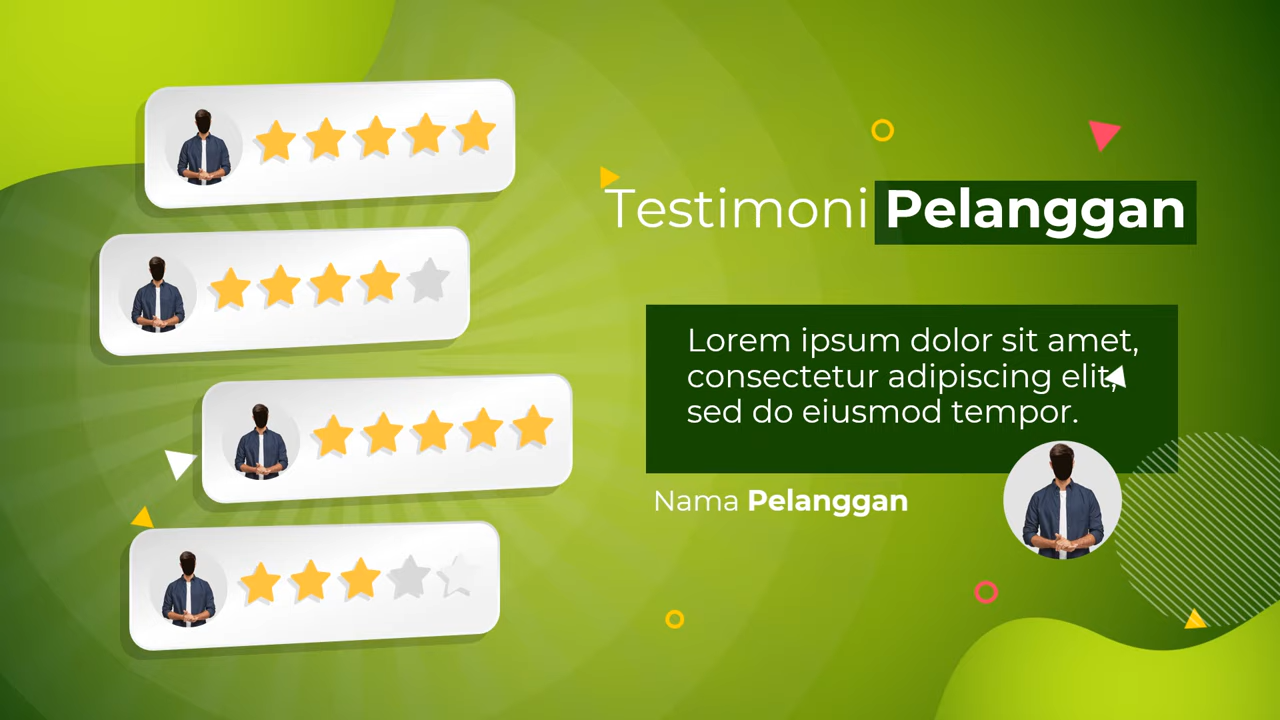 Testimoni Pelanggan
Lorem ipsum dolor sit amet,
consectetur adipiscing elit,
sed do eiusmod tempor.
Nama Pelanggan